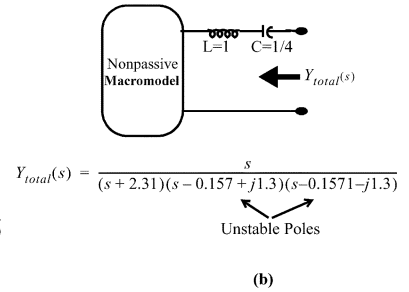 L=1 C=1/4
Nonpassive
Macromodel
Y_total(s)
Y_total(s) = s / (s + 2.31)(s – 0.157 + j1.3)(s–0.1571–j1.3)
Unstable Poles
(b)